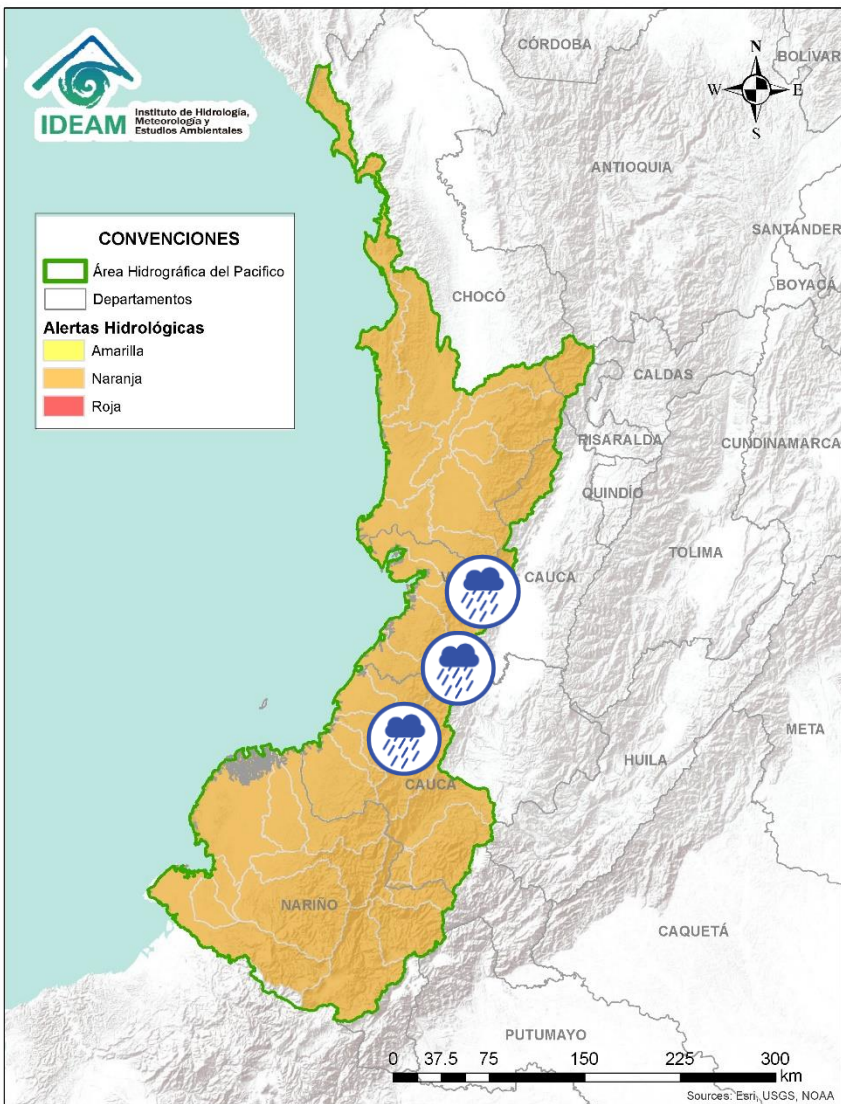 IDEAM
Instituto de Hidrología,
Meteorología y
Estudios Ambientales
CÓRDOBA
BOLÍVAR
N
W
E
S
ANTIOQUIA
SANTANDER
BOYACÁ
CONVENCIONES
Área Hidrográfica del Pacifico
Departamentos
Alertas Hidrológicas
Amarilla
Naranja
Roja
CHOCÓ
CALDAS
RISARALDA
CUNDINAMARCA
QUINDÍO
TOLIMA
CAUCA
META
HUILA
CAUCA
NARIÑO
CAQUETÁ
PUTUMAYO
0 37.5 75 150 225 300
km
Sources: Esri, USGS, NOAA